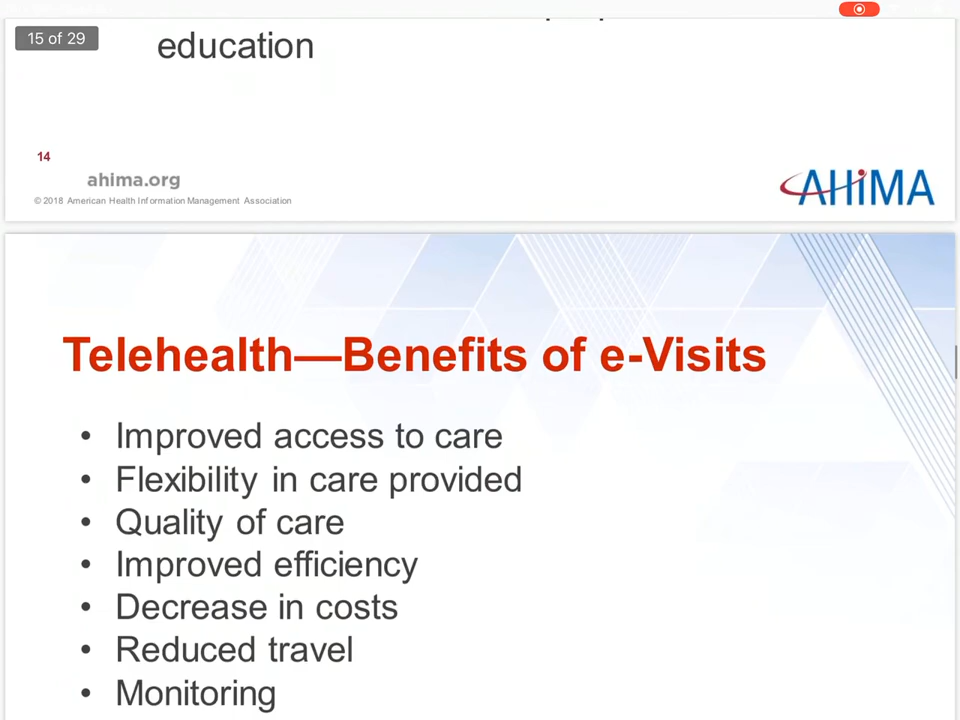 15 of 29
education
14
ahima.org
© 2018 American Health Information Management Association
AHIMA
Telehealth—Benefits of e-Visits
• Improved access to care
• Flexibility in care provided
• Quality of care
• Improved efficiency
• Decrease in costs
• Reduced travel
• Monitoring